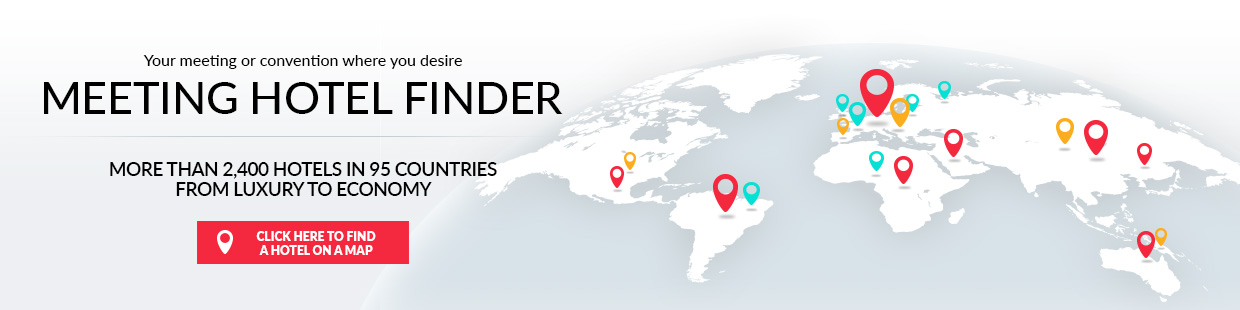 Your meeting or convention where you desire
MEETING HOTEL FINDER
MORE THAN 2,400 HOTELS IN 95 COUNTRIES
FROM LUXURY TO ECONOMY
CLICK HERE TO FIND
A HOTEL ON A MAP